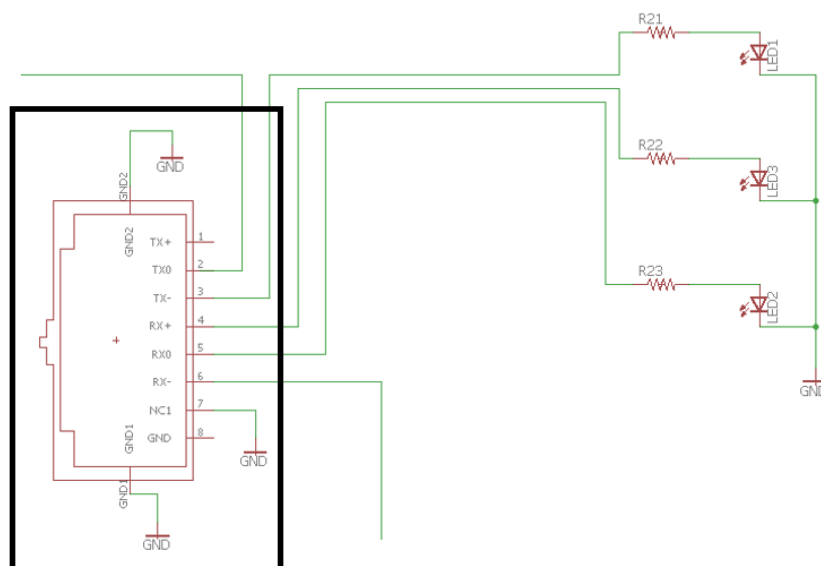 R21
LED1
GND
GND2
GND2
R22
LED3
TX+ 1
TX0 2
TX- 3
RX+ 4
RX0 5
RX- 6
NC1 7
GND 8
R23
LED2
GND
GND1
GND1
GND
GND